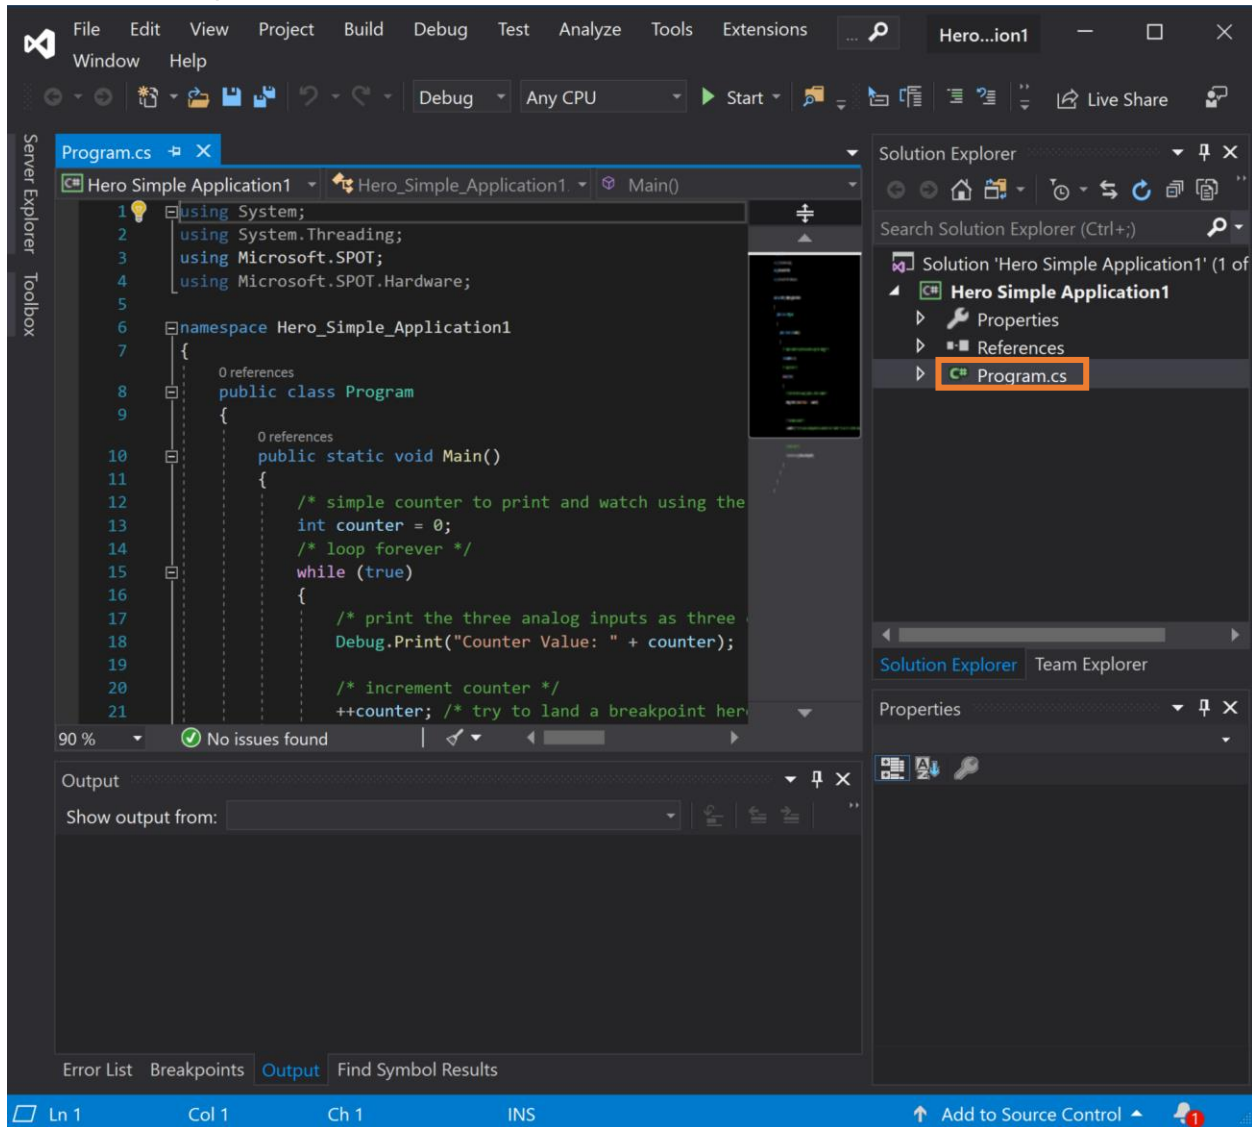 File Edit View Project Build Debug Test Analyze Tools Extensions ... Hero...ion1
Window Help
Debug Any CPU Start Live Share
Server Explorer
Toolbox
Program.cs
Hero Simple Application1 Hero_Simple_Application1. Main()
1 using System;
2 using System.Threading;
3 using Microsoft.SPOT;
4 using Microsoft.SPOT.Hardware;
5
6 namespace Hero_Simple_Application1
7 {
0 references
8 public class Program
9 {
0 references
10 public static void Main()
11 {
12 /* simple counter to print and watch using the
13 int counter = 0;
14 /* loop forever */
15 while (true)
16 {
17 /* print the three analog inputs as three
18 Debug.Print("Counter Value: " + counter);
19
20 /* increment counter */
21 ++counter; /* try to land a breakpoint her
90 % No issues found
Output
Show output from:
Error List Breakpoints Output Find Symbol Results
Solution Explorer
Search Solution Explorer (Ctrl+;)
Solution 'Hero Simple Application1' (1 of
C# Hero Simple Application1
Properties
References
C# Program.cs
Solution Explorer Team Explorer
Properties
Ln 1 Col 1 Ch 1 INS Add to Source Control 1